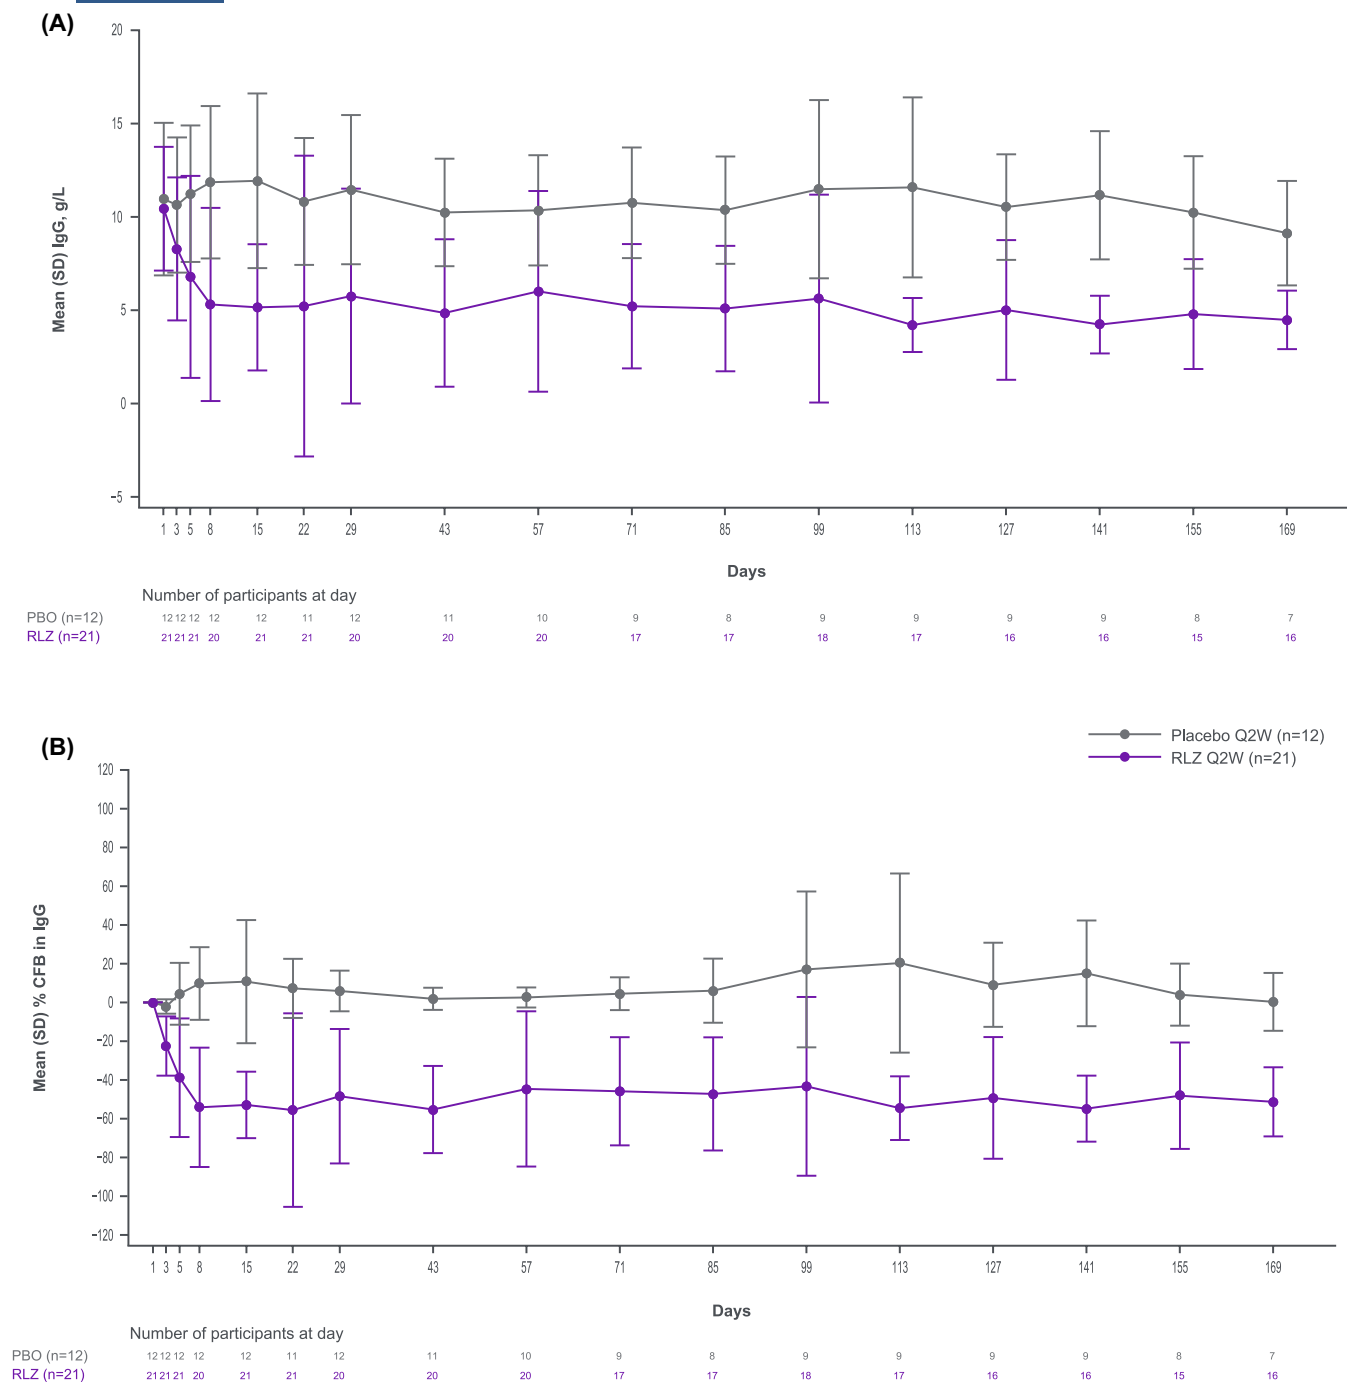 (A)
20
15
10
5
0
−5
Mean (SD) IgG, g/L
1 3 5 8 15 22 29 43 57 71 85 99 113 127 141 155 169
Days
Number of participants at day
PBO (n=12) 12 12 12 12 12 11 12 11 10 9 8 9 9 9 9 8 7
RLZ (n=21) 21 21 21 20 21 21 20 20 20 17 17 18 17 16 16 15 16
(B)
Placebo Q2W (n=12)
RLZ Q2W (n=21)
120
100
80
60
40
20
0
−20
−40
−60
−80
−100
−120
Mean (SD) % CFB in IgG
1 3 5 8 15 22 29 43 57 71 85 99 113 127 141 155 169
Days
Number of participants at day
PBO (n=12) 12 12 12 12 12 11 12 11 10 9 8 9 9 9 9 8 7
RLZ (n=21) 21 21 21 20 21 21 20 20 20 17 17 18 17 16 16 15 16